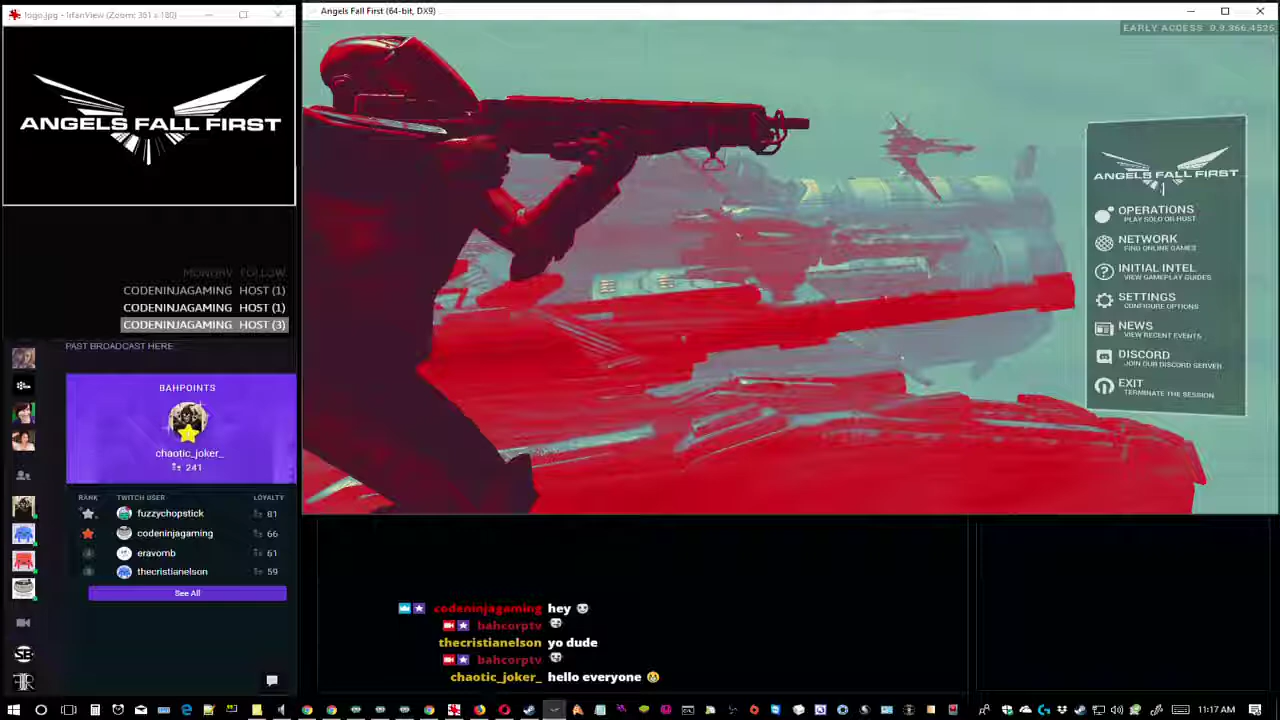 logo.jpg - IrfanView (Zoom: 361 x 180)
ANGELS FALL FIRST
CODENINJAGAMING HOST (1)
CODENINJAGAMING HOST (1)
CODENINJAGAMING HOST (3)
PAST BROADCAST HERE
BAHPOINTS
chaotic_joker_
241
RANK TWITCH USER LOYALTY
fuzzychopstick 81
codeninjagaming 66
eravomb 61
thecristianelson 59
See All
Angels Fall First (64-bit, DX9)
EARLY ACCESS 0.9.366.4525
ANGELS FALL FIRST
OPERATIONS
PLAY SOLO OR HOST
NETWORK
FIND ONLINE GAMES
INITIAL INTEL
VIEW GAMEPLAY GUIDES
SETTINGS
CONFIGURE OPTIONS
NEWS
VIEW RECENT EVENTS
DISCORD
JOIN OUR DISCORD SERVER
EXIT
TERMINATE THE SESSION
codeninjagaming hey
bahcorptv
thecristianelson yo dude
bahcorptv
chaotic_joker_ hello everyone
11:17 AM